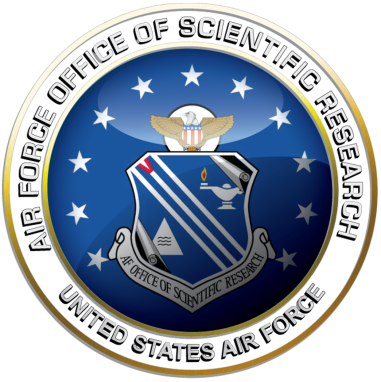 AIR FORCE OFFICE OF SCIENTIFIC RESEARCH
AF OFFICE OF SCIENTIFIC RESEARCH
UNITED STATES AIR FORCE